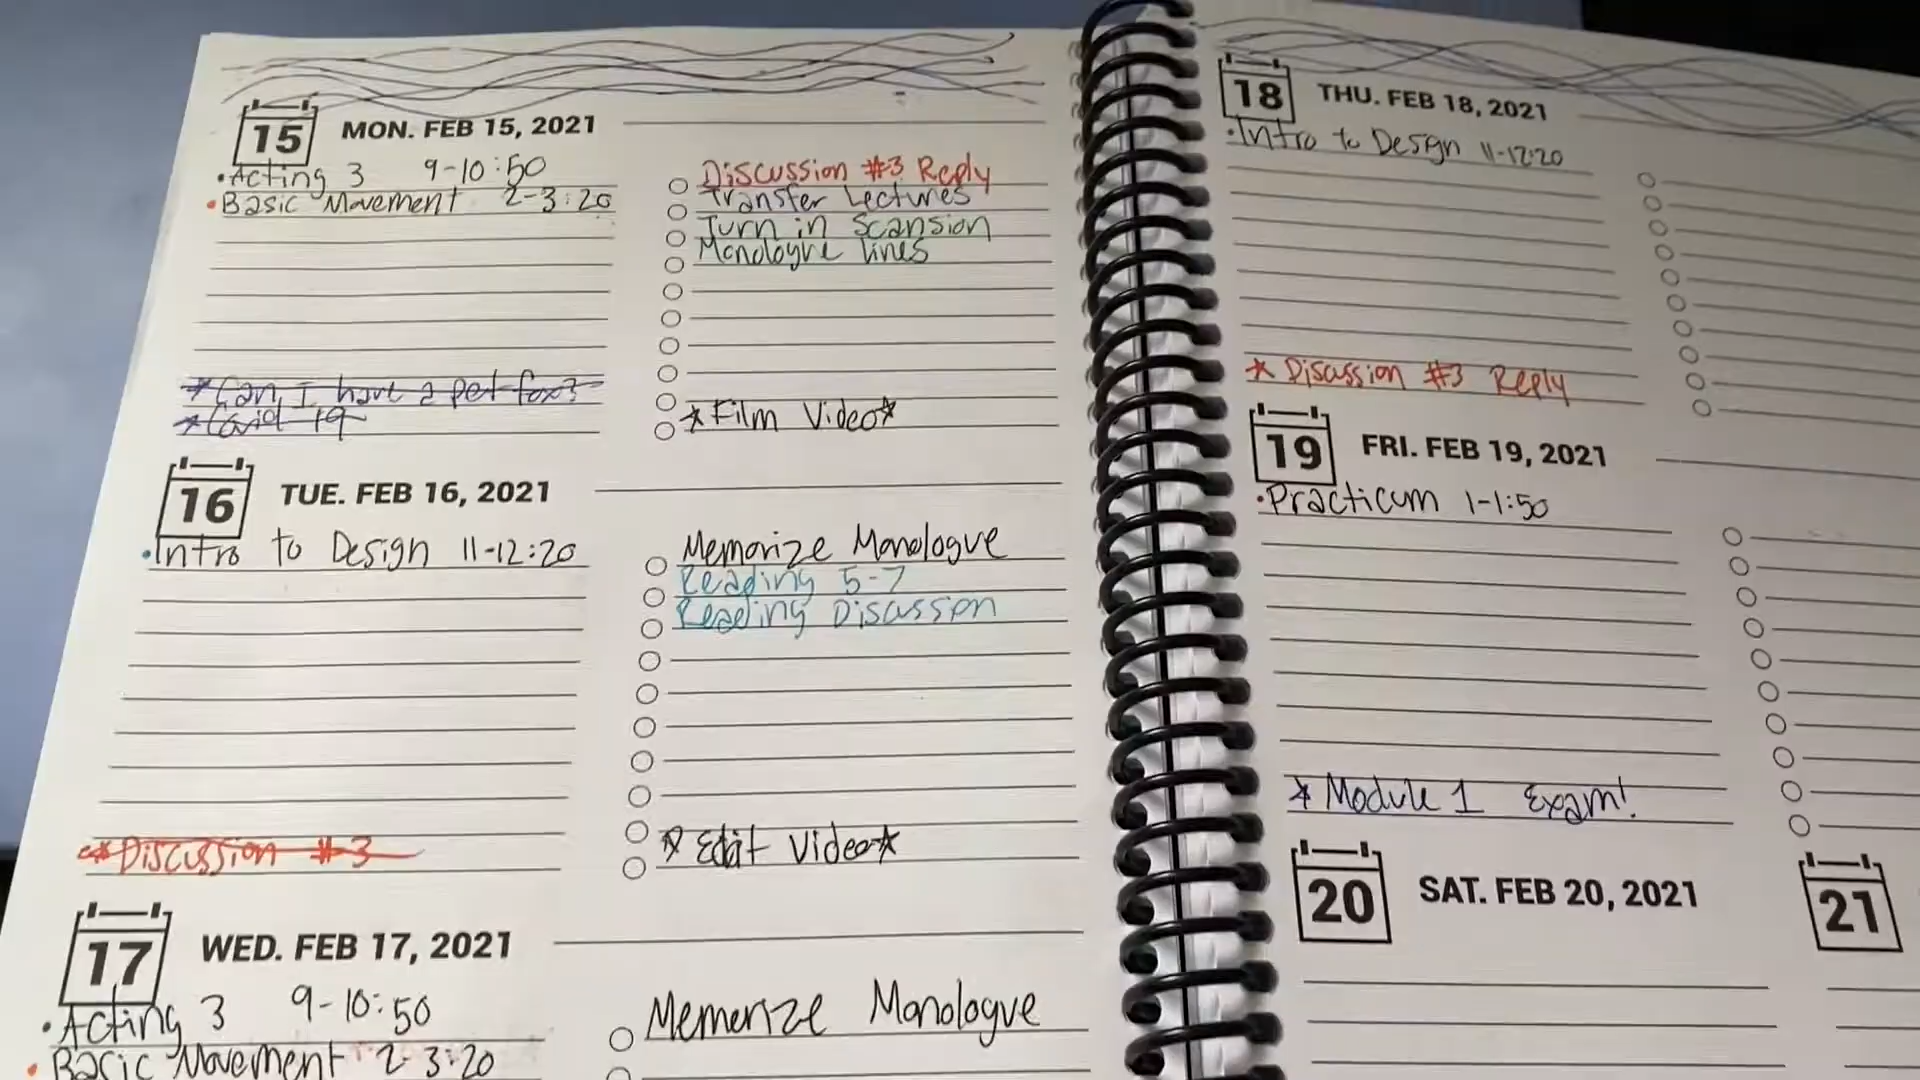 15
MON. FEB 15, 2021
•Acting 3 9-10:50
•Basic Movement 2-3:20
Discussion #3 Reply
Transfer Lectures
Turn in Scansion
Monologue lines
*Can I have a pet fox?
*Covid 19
*Film Video*
16
TUE. FEB 16, 2021
•Intro to Design 11-12:20
Memorize Monologue
Reading 5-7
Reading Discussion
*Discussion #3
*Edit Video*
17
WED. FEB 17, 2021
•Acting 3 9-10:50
•Basic Movement 2-3:20
Memorize Monologue
18
THU. FEB 18, 2021
•Intro to Design 11-12:20
*Discussion #3 Reply
19
FRI. FEB 19, 2021
•Practicum 1-1:50
*Module 1 Exam!
20
SAT. FEB 20, 2021
21